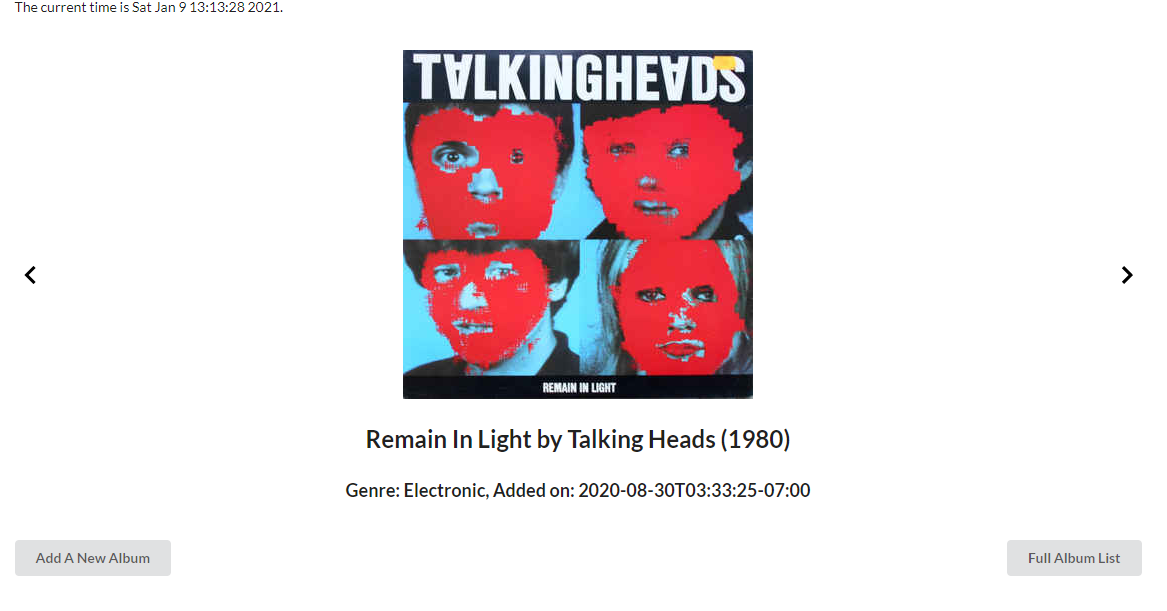 The current time is Sat Jan 9 13:13:28 2021.
TALKINGHEADS
REMAIN IN LIGHT
Remain In Light by Talking Heads (1980)
Genre: Electronic, Added on: 2020-08-30T03:33:25-07:00
Add A New Album
Full Album List